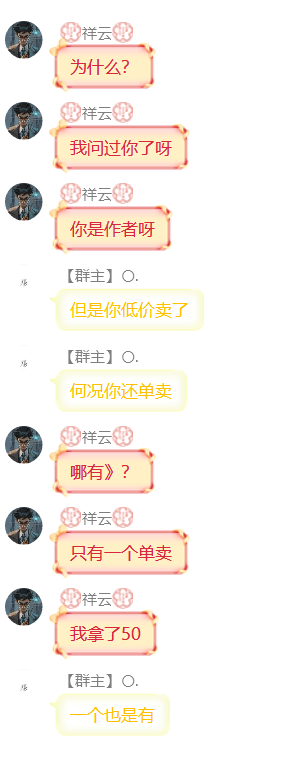 祥云
为什么？
祥云
我问过你了呀
祥云
你是作者呀
【群主】〇.
但是你低价卖了
【群主】〇.
何况你还单卖
祥云
哪有》？
祥云
只有一个单卖
祥云
我拿了50
【群主】〇.
一个也是有